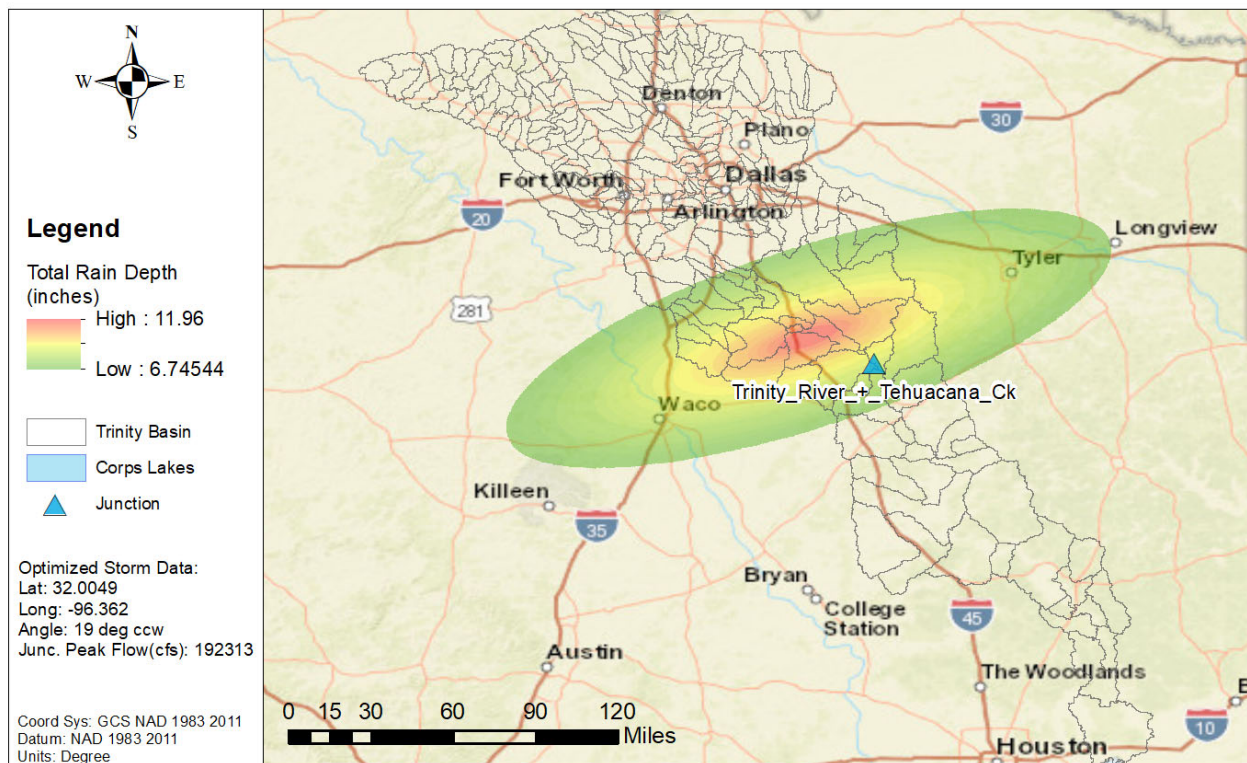 N
W E
S
Legend
Total Rain Depth
(inches)
High : 11.96
Low : 6.74544
Trinity Basin
Corps Lakes
Junction
Optimized Storm Data:
Lat: 32.0049
Long: -96.362
Angle: 19 deg ccw
Junc. Peak Flow(cfs): 192313
Coord Sys: GCS NAD 1983 2011
Datum: NAD 1983 2011
Units: Degree
Denton
Plano
30
Dallas
Fort Worth
Arlington
20
Longview
Tyler
281
Trinity_River_+_Tehuacana_Ck
Waco
Killeen
35
Bryan
College
Station
45
Austin
The Woodlands
10
Houston
0 15 30 60 90 120
Miles